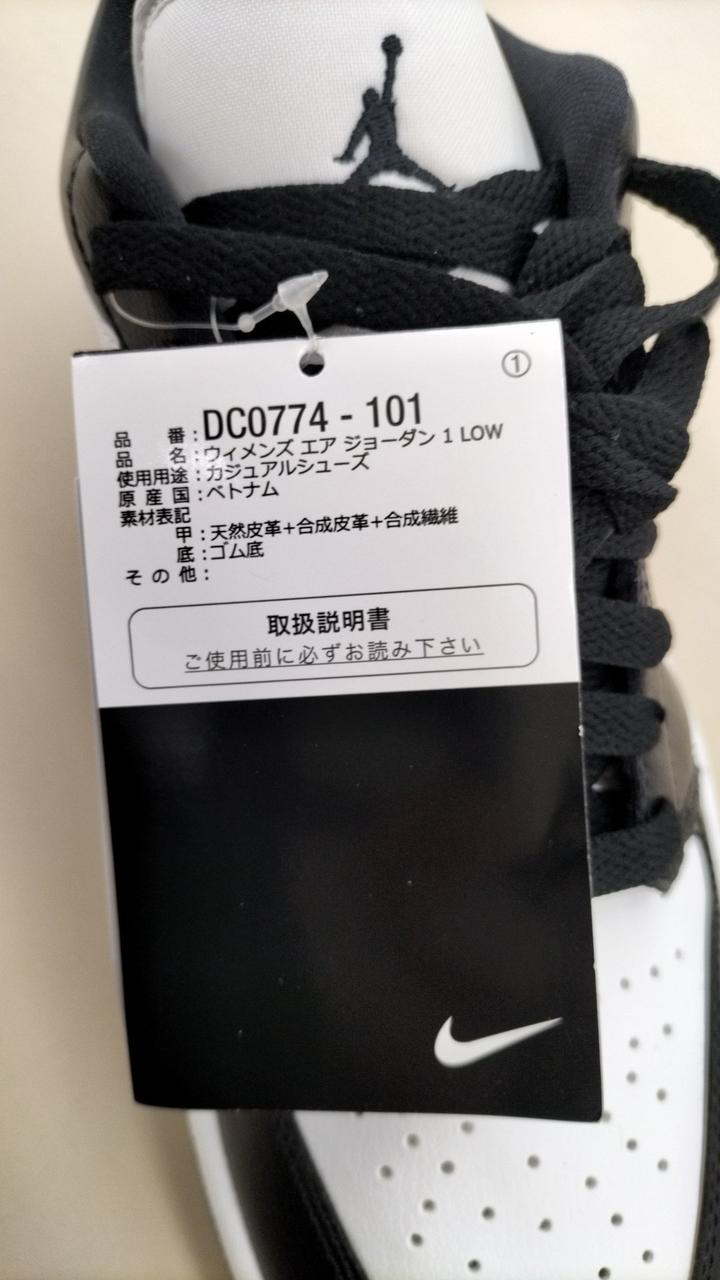 ①
品 番:DC0774 - 101
品 名:ウィメンズ エア ジョーダン 1 LOW
使用用途:カジュアルシューズ
原 産 国:ベトナム
素材表記
甲:天然皮革+合成皮革+合成繊維
底:ゴム底
そ の 他:
取扱説明書
ご使用前に必ずお読み下さい